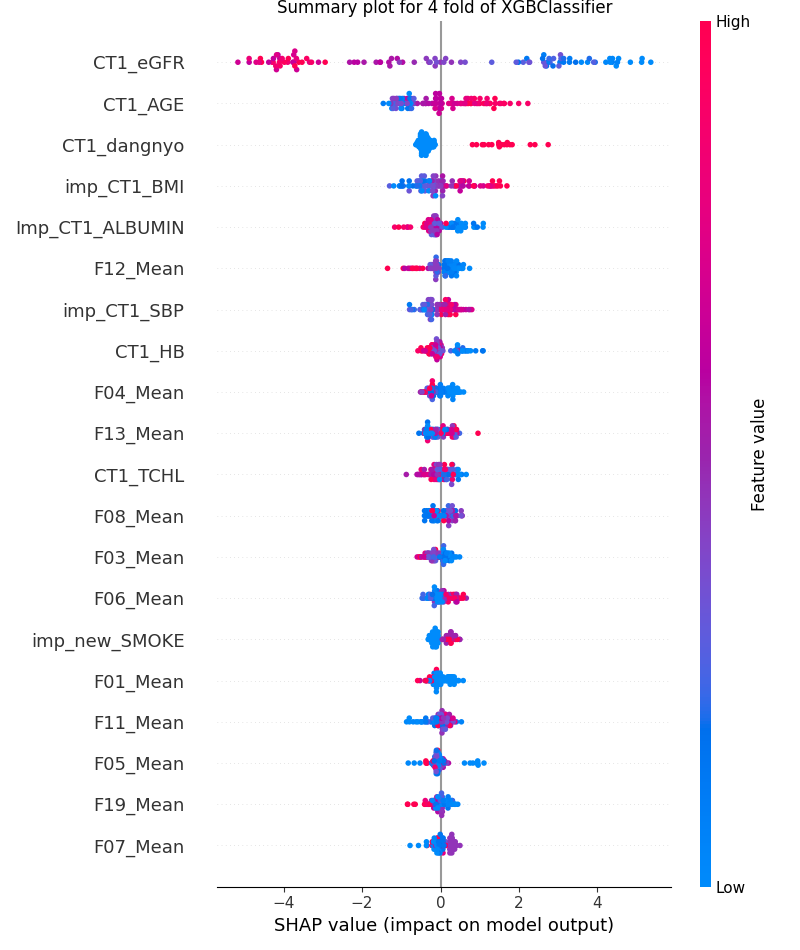 Summary plot for 4 fold of XGBClassifier
High
CT1_eGFR
CT1_AGE
CT1_dangnyo
imp_CT1_BMI
Imp_CT1_ALBUMIN
F12_Mean
imp_CT1_SBP
CT1_HB
F04_Mean
F13_Mean
CT1_TCHL
F08_Mean
F03_Mean
F06_Mean
imp_new_SMOKE
F01_Mean
F11_Mean
F05_Mean
F19_Mean
F07_Mean
Feature value
Low
−4 −2 0 2 4
SHAP value (impact on model output)